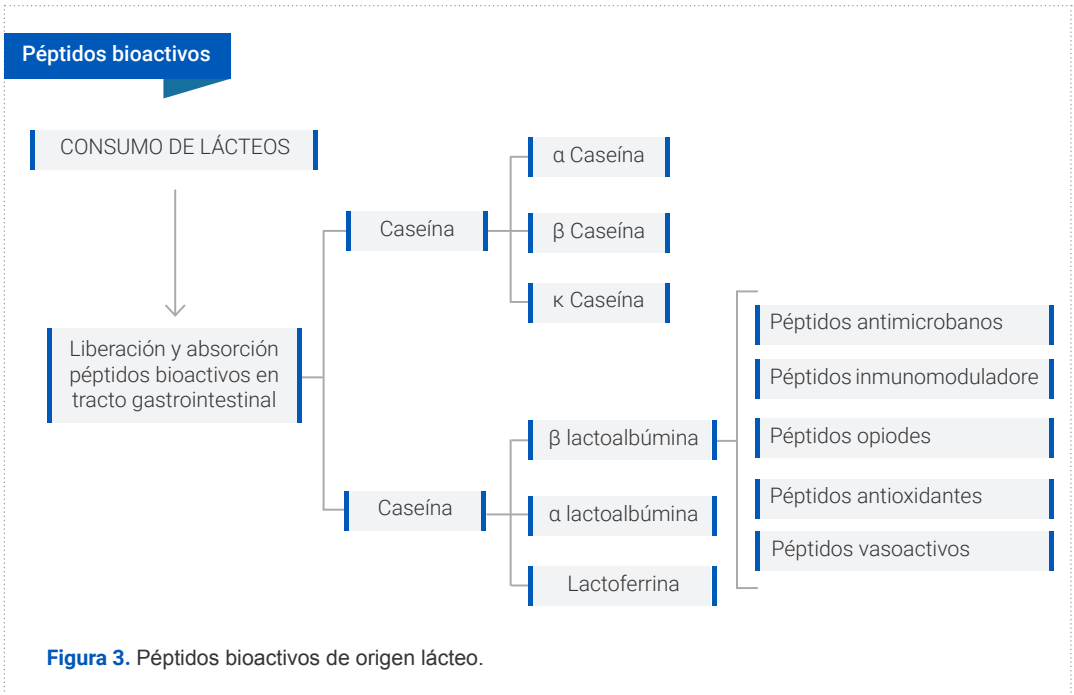 Péptidos bioactivos
CONSUMO DE LÁCTEOS
Liberación y absorción
péptidos bioactivos en
tracto gastrointestinal
Caseína
α Caseína
β Caseína
κ Caseína
Caseína
β lactoalbúmina
α lactoalbúmina
Lactoferrina
Péptidos antimicrobanos
Péptidos inmunomoduladore
Péptidos opiodes
Péptidos antioxidantes
Péptidos vasoactivos
Figura 3. Péptidos bioactivos de origen lácteo.